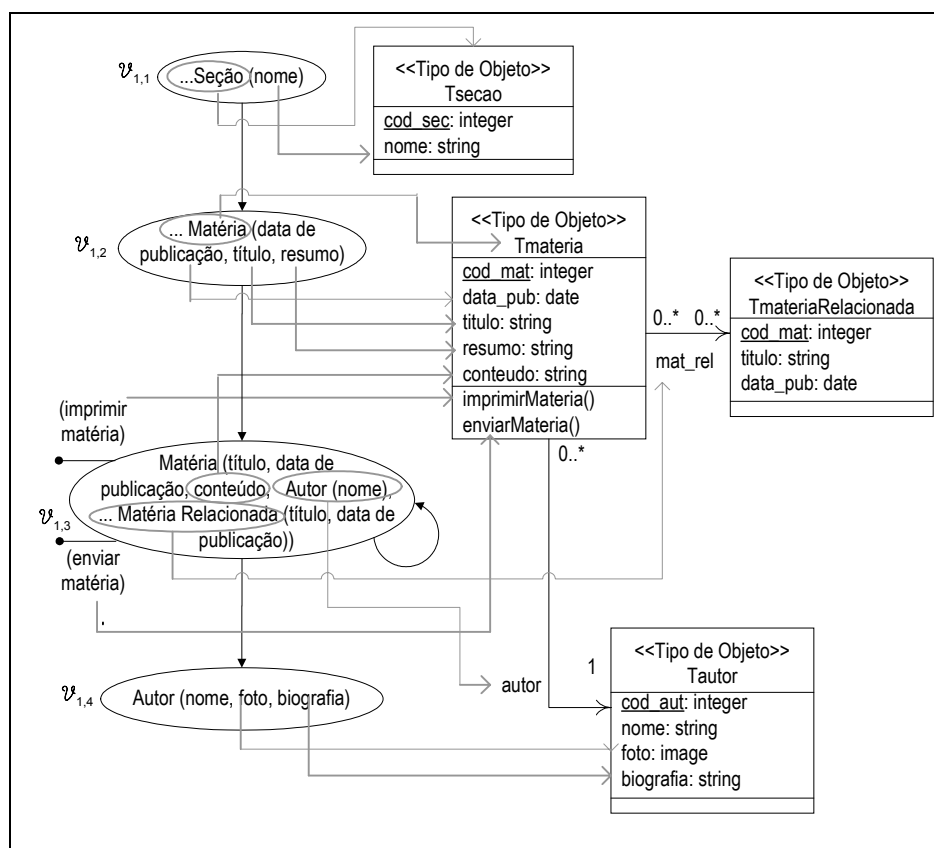 𝒱1,1
...Seção (nome)
<<Tipo de Objeto>>
Tsecao
cod_sec: integer
nome: string
𝒱1,2
... Matéria (data de
publicação, título, resumo)
<<Tipo de Objeto>>
Tmateria
cod_mat: integer
data_pub: date
titulo: string
resumo: string
conteudo: string
imprimirMateria()
enviarMateria()
0..* 0..*
mat_rel
<<Tipo de Objeto>>
TmateriaRelacionada
cod_mat: integer
titulo: string
data_pub: date
(imprimir
matéria)
0..*
𝒱1,3
Matéria (título, data de
publicação, conteúdo, Autor (nome),
... Matéria Relacionada (título, data de
publicação))
(enviar
matéria)
𝒱1,4
Autor (nome, foto, biografia)
autor
1
<<Tipo de Objeto>>
Tautor
cod_aut: integer
nome: string
foto: image
biografia: string